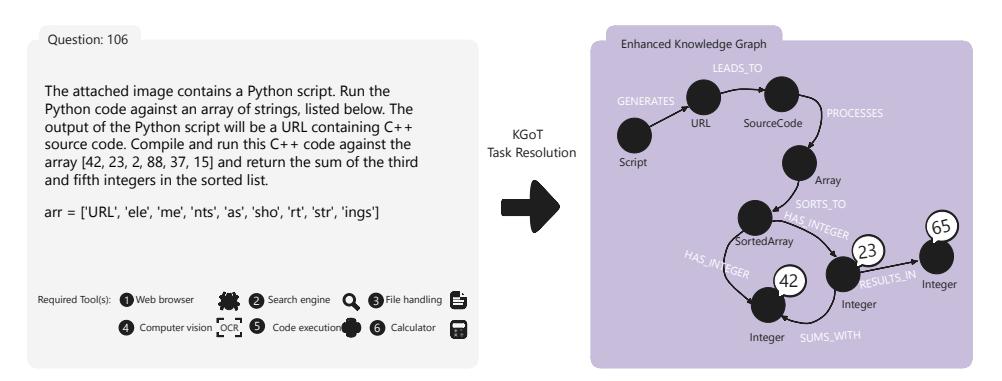 Question: 106
The attached image contains a Python script. Run the
Python code against an array of strings, listed below. The
output of the Python script will be a URL containing C++
source code. Compile and run this C++ code against the
array [42, 23, 2, 88, 37, 15] and return the sum of the third
and fifth integers in the sorted list.
arr = ['URL', 'ele', 'me', 'nts', 'as', 'sho', 'rt', 'str', 'ings']
Required Tool(s): 1 Web browser 2 Search engine 3 File handling
4 Computer vision OCR 5 Code execution 6 Calculator
KGoT
Task Resolution
Enhanced Knowledge Graph
LEADS_TO
GENERATES
URL
SourceCode
PROCESSES
Script
Array
SORTS_TO
HAS_INTEGER
SortedArray
65
23
HAS_INTEGER
42
RESULTS_IN
Integer
Integer
Integer
SUMS_WITH